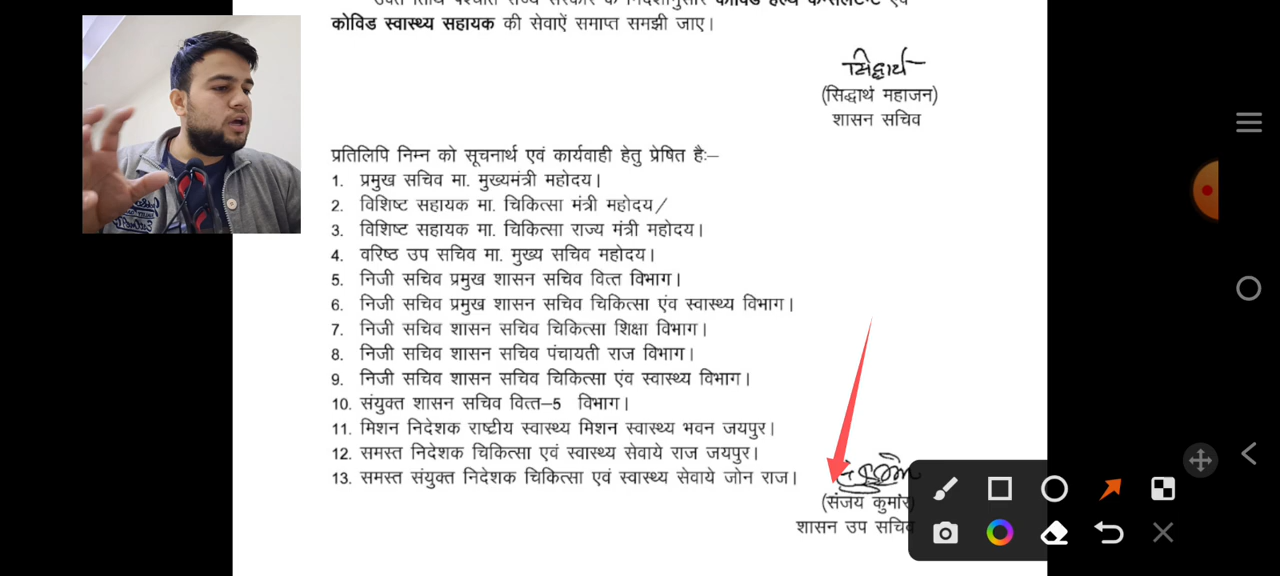 कोविड स्वास्थ्य सहायक की सेवाऐं समाप्त समझी जाए।
सिद्धार्थ
(सिद्धार्थ महाजन)
शासन सचिव
प्रतिलिपि निम्न को सूचनार्थ एवं कार्यवाही हेतु प्रेषित है:–
1. प्रमुख सचिव मा. मुख्यमंत्री महोदय।
2. विशिष्ट सहायक मा. चिकित्सा मंत्री महोदय/
3. विशिष्ट सहायक मा. चिकित्सा राज्य मंत्री महोदय।
4. वरिष्ठ उप सचिव मा. मुख्य सचिव महोदय।
5. निजी सचिव प्रमुख शासन सचिव वित्त विभाग।
6. निजी सचिव प्रमुख शासन सचिव चिकित्सा एंव स्वास्थ्य विभाग।
7. निजी सचिव शासन सचिव चिकित्सा शिक्षा विभाग।
8. निजी सचिव शासन सचिव पंचायती राज विभाग।
9. निजी सचिव शासन सचिव चिकित्सा एंव स्वास्थ्य विभाग।
10. संयुक्त शासन सचिव वित्त–5 विभाग।
11. मिशन निदेशक राष्टीय स्वास्थ्य मिशन स्वास्थ्य भवन जयपुर।
12. समस्त निदेशक चिकित्सा एवं स्वास्थ्य सेवाये राज जयपुर।
13. समस्त संयुक्त निदेशक चिकित्सा एवं स्वास्थ्य सेवाये जोन राज।
(संजय कुमार)
शासन उप सचिव